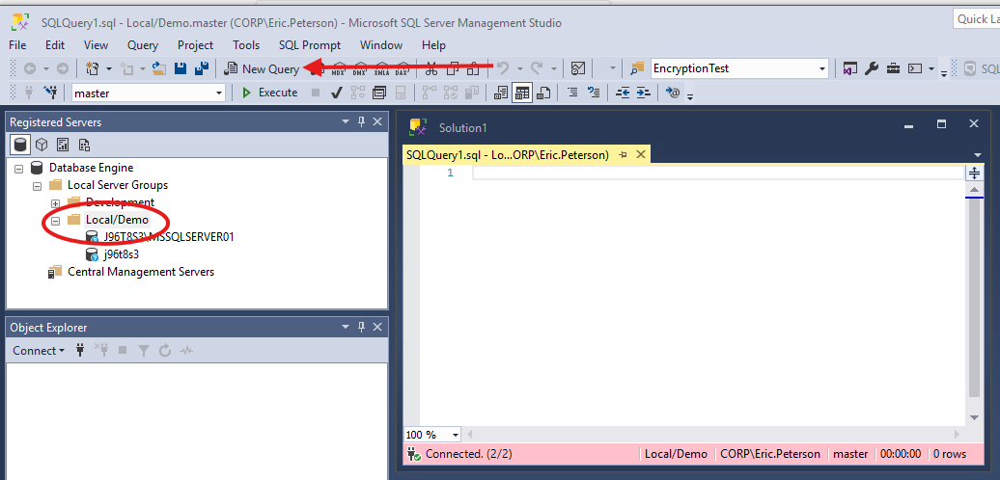 SQLQuery1.sql - Local/Demo.master (CORP\Eric.Peterson) - Microsoft SQL Server Management Studio
Quick La
File Edit View Query Project Tools SQL Prompt Window Help
New Query MDX DMX XMLA DAX EncryptionTest SQL
master Execute
Registered Servers
Database Engine
Local Server Groups
Development
Local/Demo
J96T8S3\MSSQLSERVER01
j96t8s3
Central Management Servers
Object Explorer
Connect
Solution1
SQLQuery1.sql - Lo...ORP\Eric.Peterson)
1
100 %
Connected. (2/2) Local/Demo CORP\Eric.Peterson master 00:00:00 0 rows